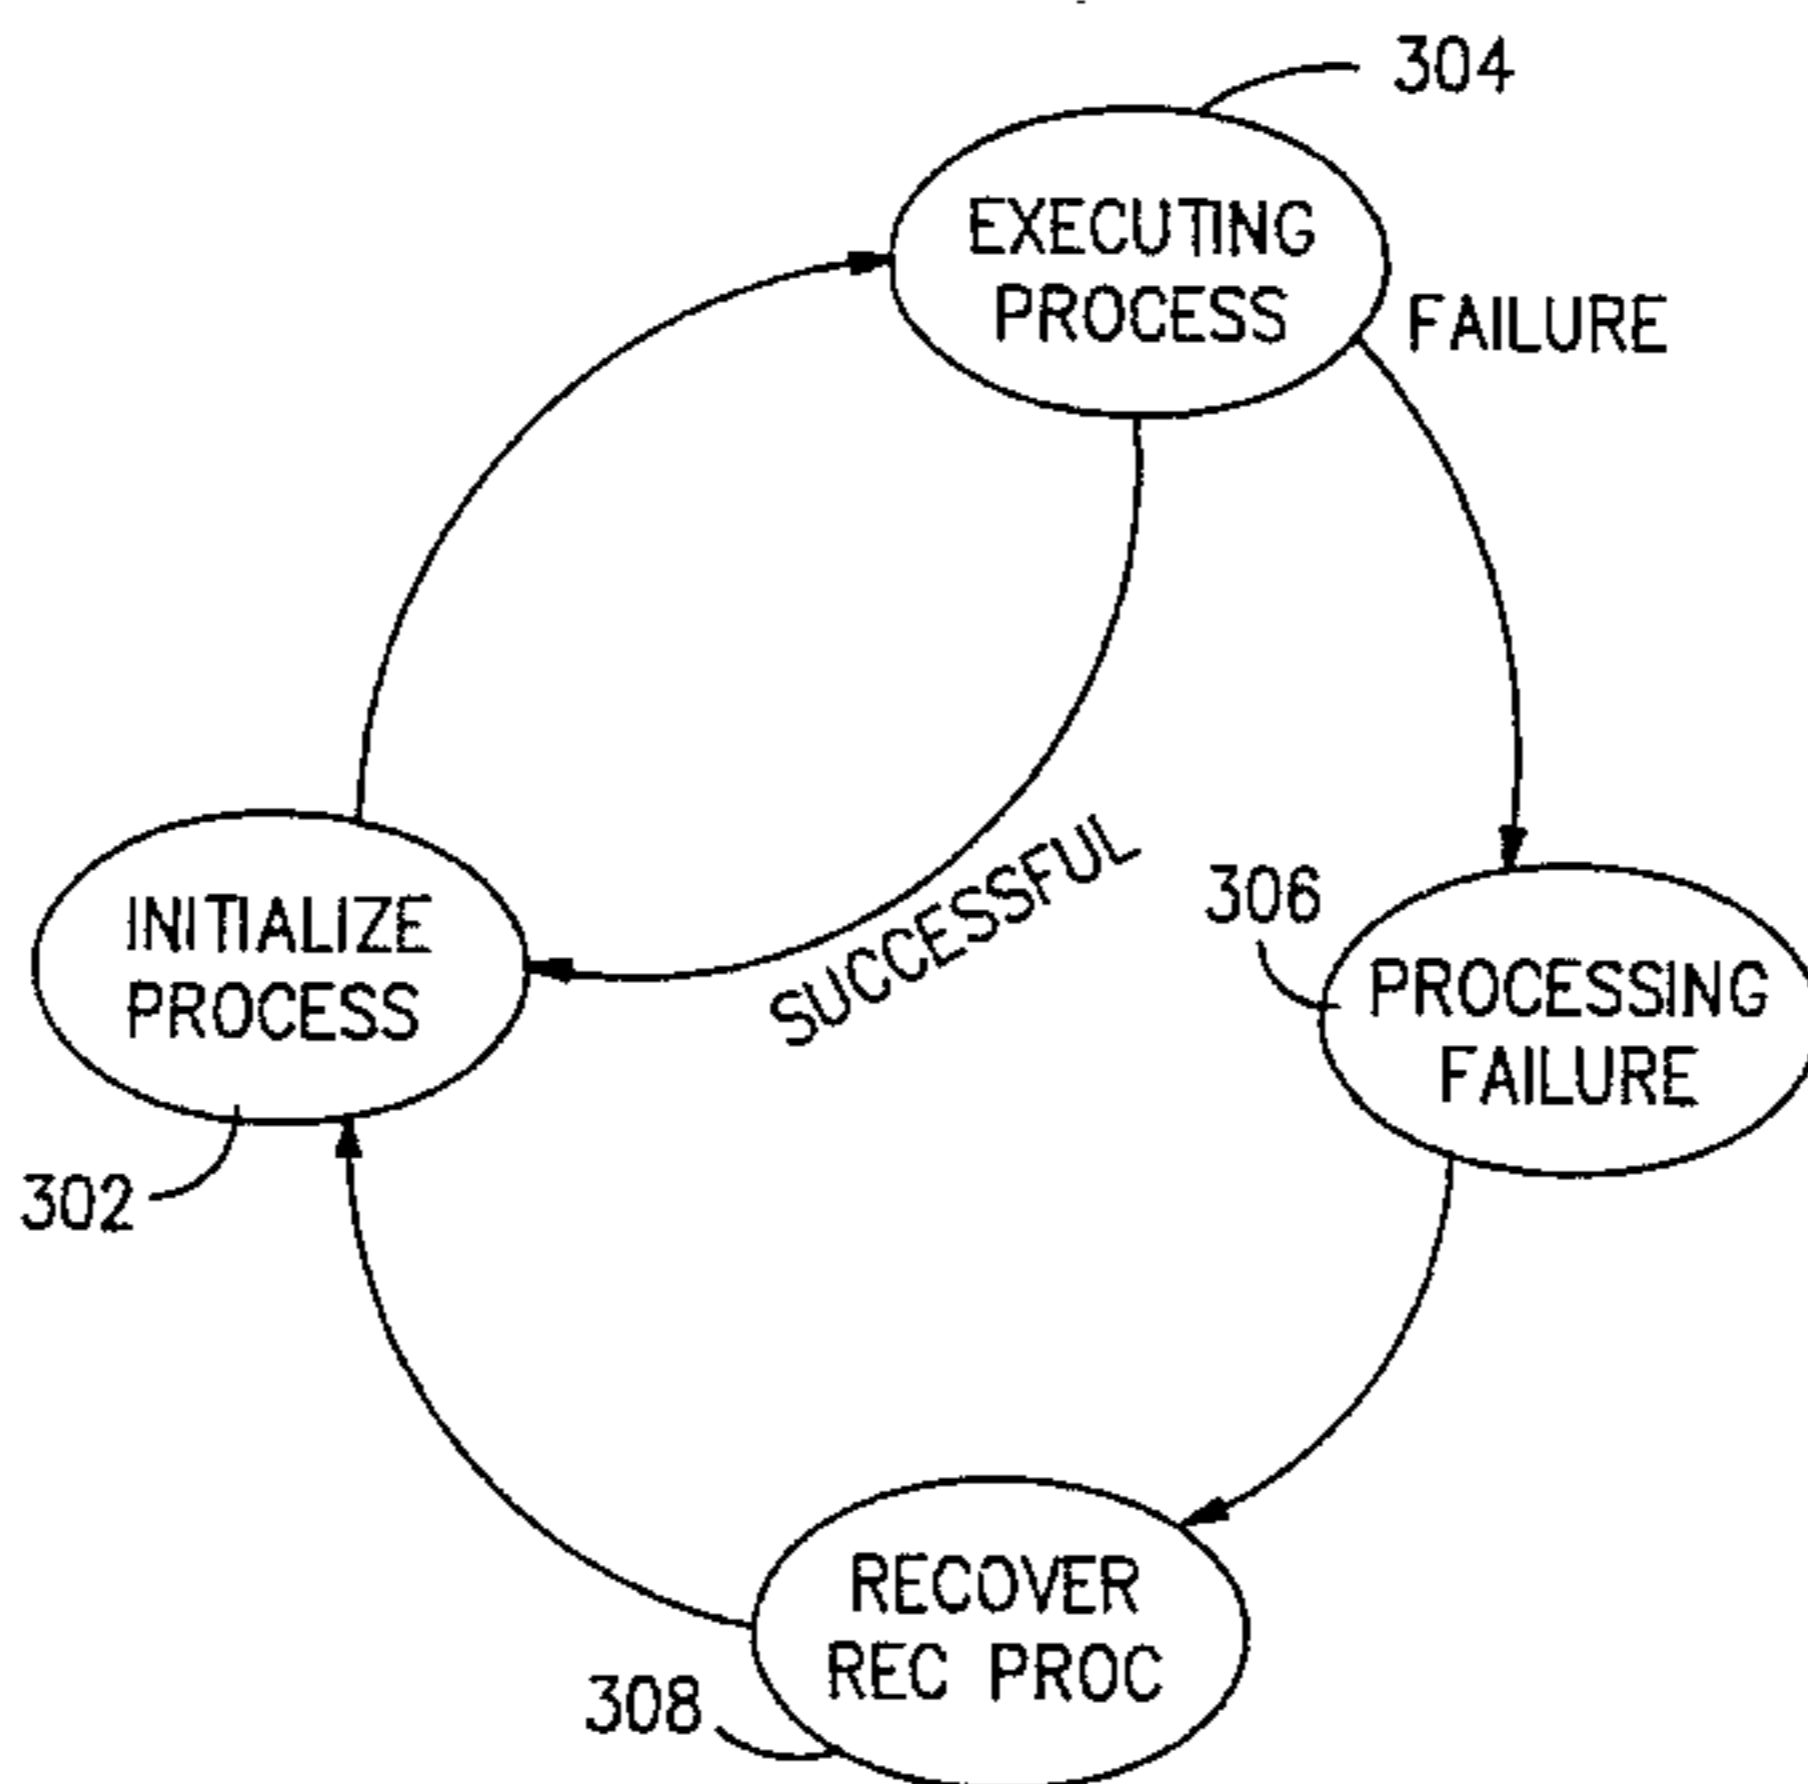 304
EXECUTING
PROCESS
FAILURE
SUCCESSFUL
INITIALIZE
PROCESS
302
306
PROCESSING
FAILURE
RECOVER
REC PROC
308